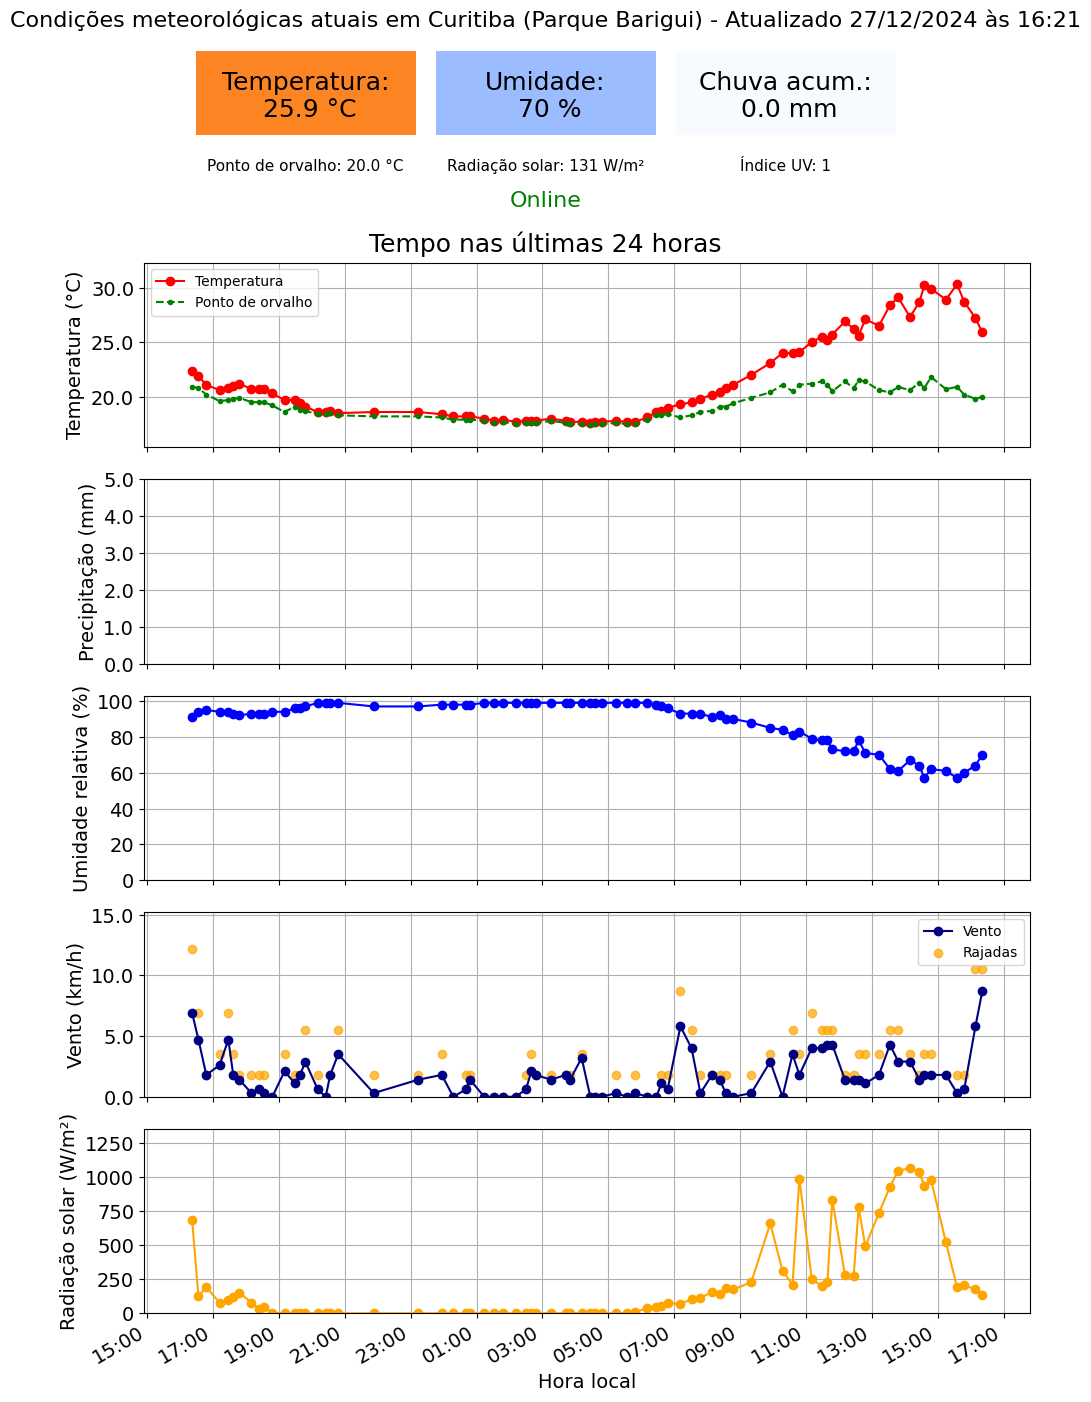 Condições meteorológicas atuais em Curitiba (Parque Barigui) - Atualizado 27/12/2024 às 16:21
Temperatura:
25.9 °C
Umidade:
70 %
Chuva acum.:
0.0 mm
Ponto de orvalho: 20.0 °C
Radiação solar: 131 W/m²
Índice UV: 1
Online
Tempo nas últimas 24 horas
Temperatura (°C)
30.0
25.0
20.0
Temperatura
Ponto de orvalho
Precipitação (mm)
5.0
4.0
3.0
2.0
1.0
0.0
Umidade relativa (%)
100
80
60
40
20
0
Vento (km/h)
15.0
10.0
5.0
0.0
Vento
Rajadas
Radiação solar (W/m²)
1250
1000
750
500
250
0
15:00
17:00
19:00
21:00
23:00
01:00
03:00
05:00
07:00
09:00
11:00
13:00
15:00
17:00
Hora local